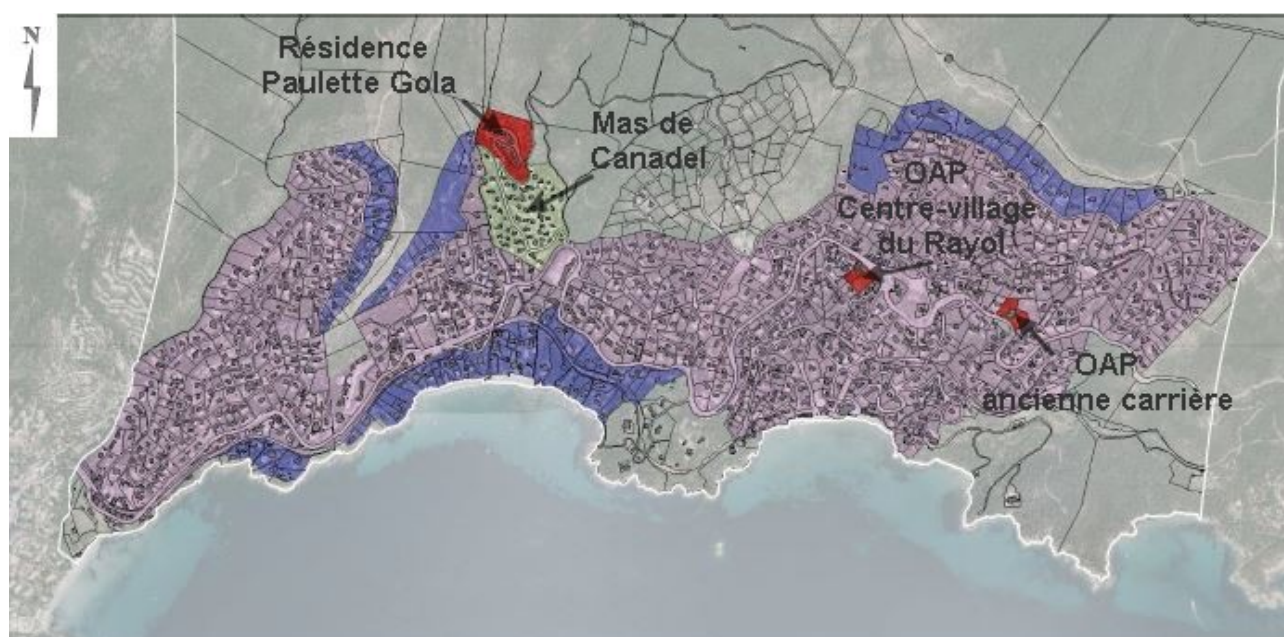 N
Résidence
Paulette Gola
Mas de
Canadel
OAP
Centre-village
du Rayol
OAP
ancienne carrière